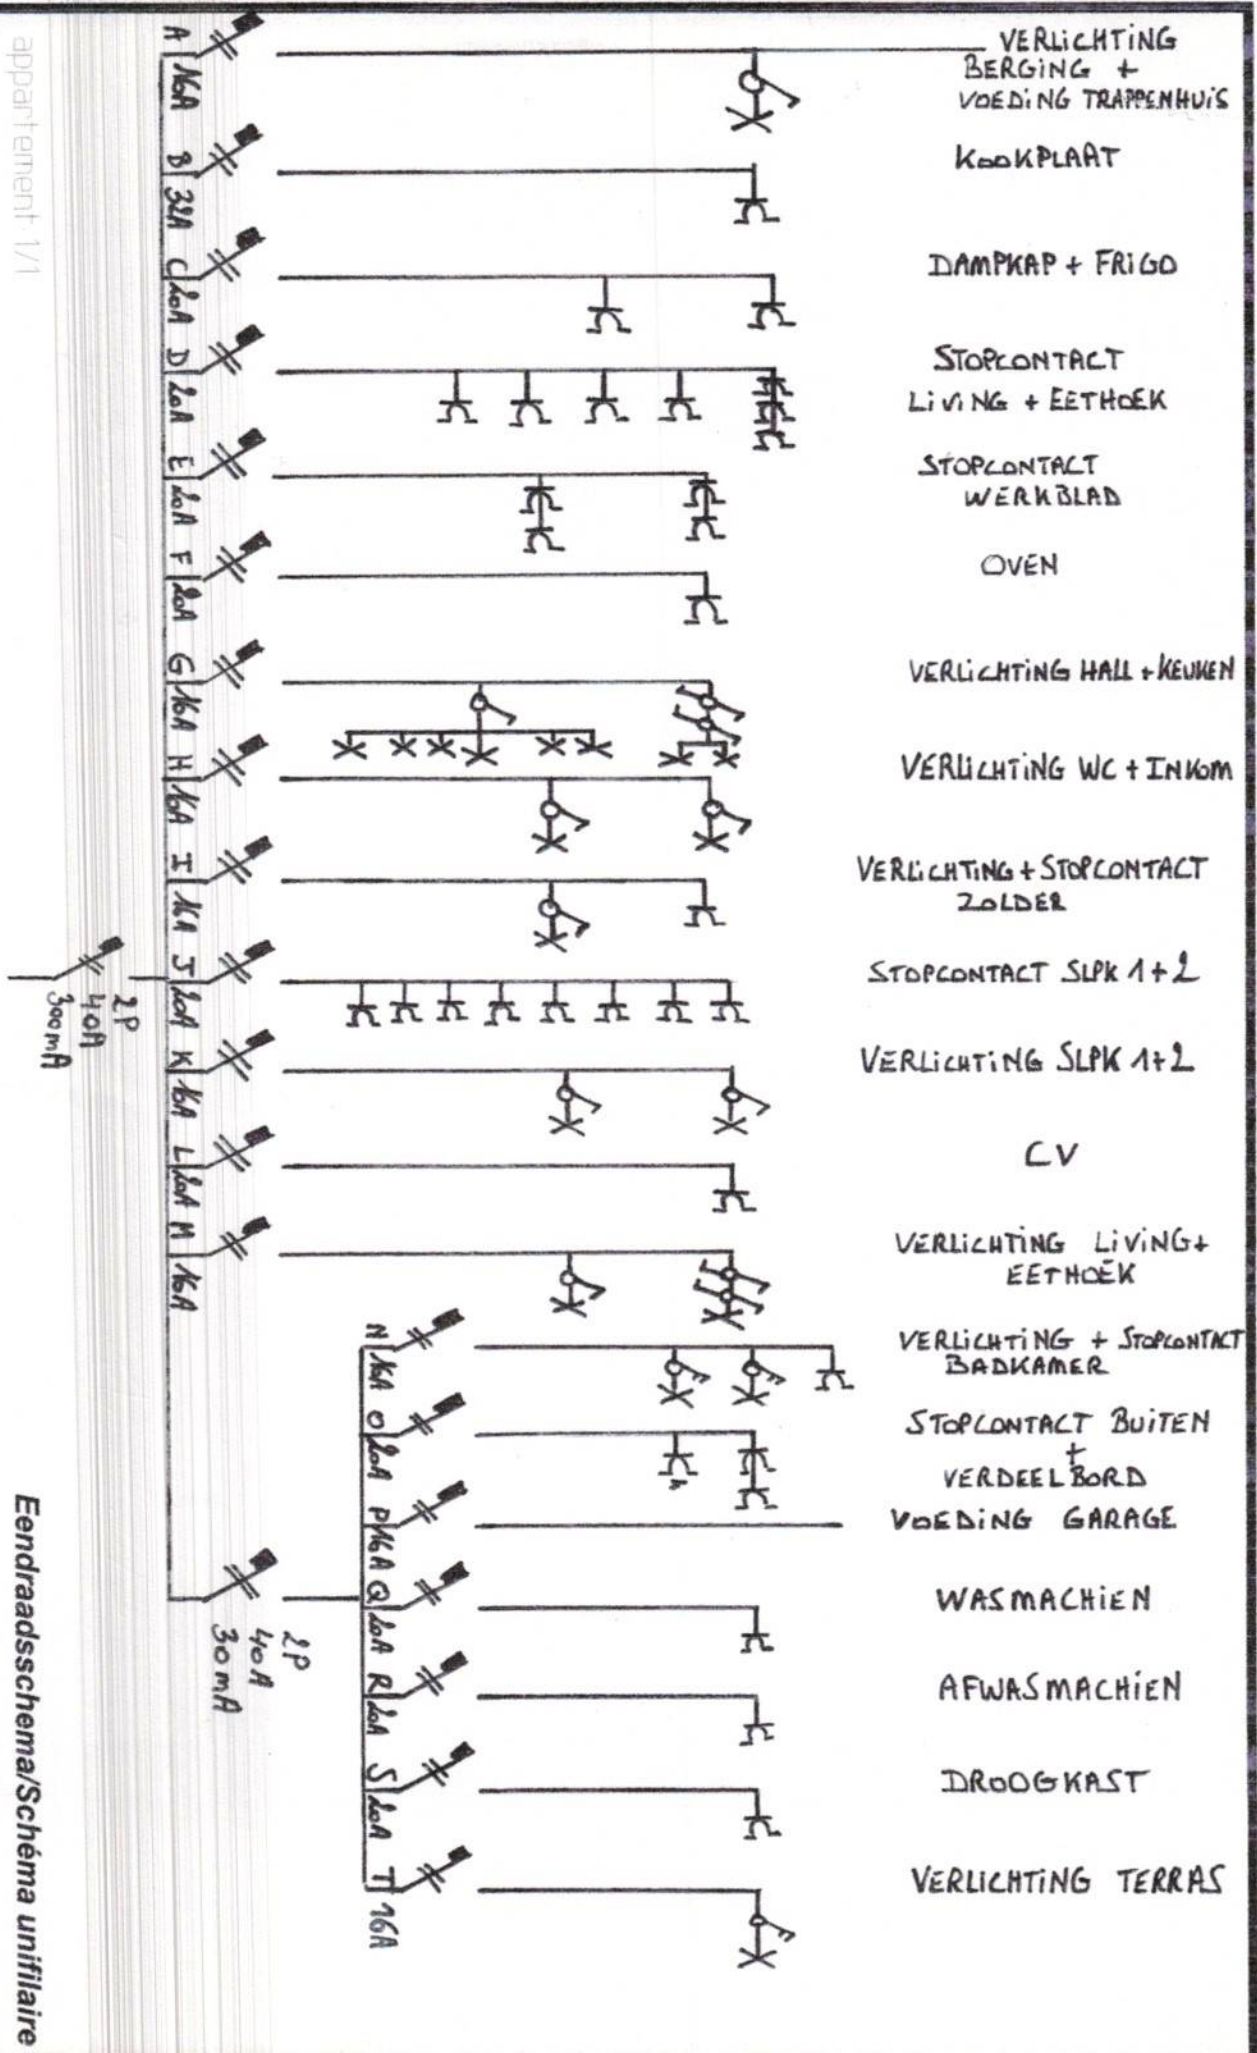 VERLICHTING
BERGING +
VOEDING TRAPPENHUIS
KOOKPLAAT
DAMPKAP + FRIGO
STOPCONTACT
LIVING + EETHOEK
STOPCONTACT
WERKBLAD
OVEN
VERLICHTING HALL + KEUKEN
VERLICHTING WC + INKOM
VERLICHTING + STOPCONTACT
ZOLDER
STOPCONTACT SLPK 1+2
VERLICHTING SLPK 1+2
CV
VERLICHTING LIVING +
EETHOEK
VERLICHTING + STOPCONTACT
BADKAMER
STOPCONTACT BUITEN
+
VERDEELBORD
VOEDING GARAGE
WASMACHIEN
AFWASMACHIEN
DROOGKAST
VERLICHTING TERRAS
A 16A B 32A C 20A D 20A E 20A F 20A G 16A H 16A I 16A J 20A K 16A L 20A M 16A
N 16A O 20A P 16A Q 20A R 20A S 20A T 16A
h
2P
40A
300mA
2P
40A
30mA
appartement 1/1
Eendraadsschema/Schéma unifilaire